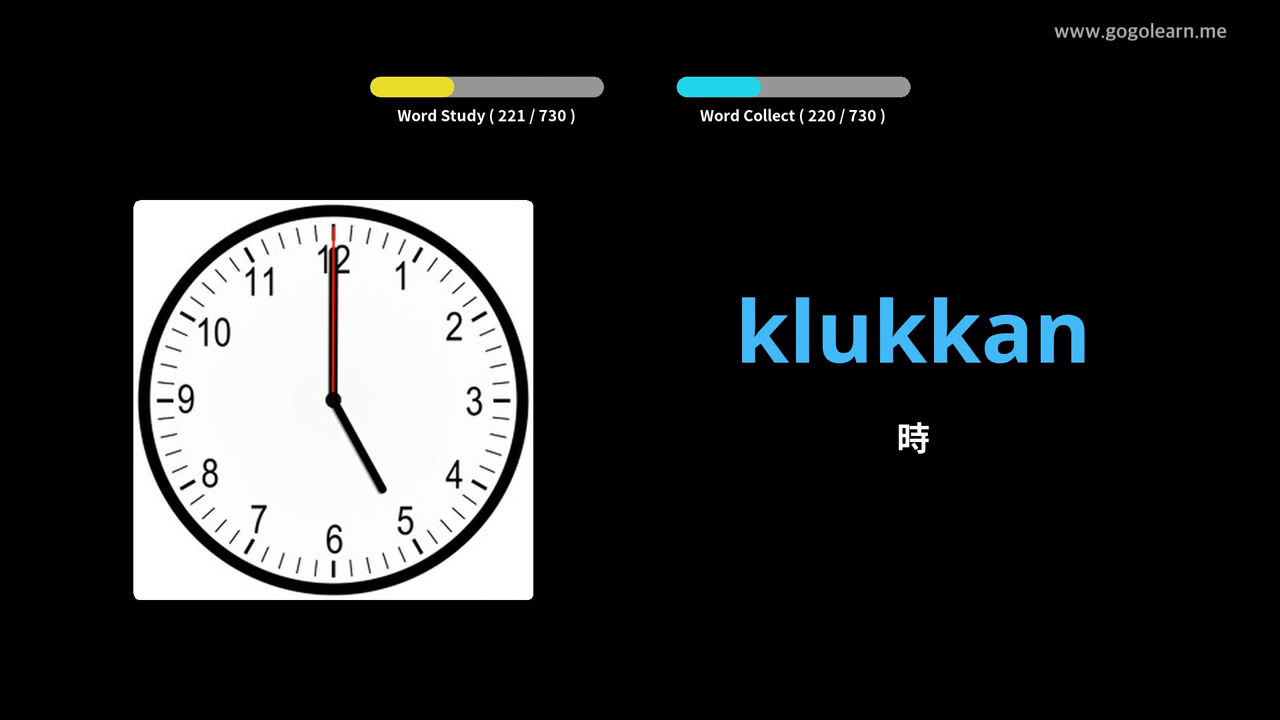 www.gogolearn.me
Word Study ( 221 / 730 )
Word Collect ( 220 / 730 )
12
1
2
3
4
5
6
7
8
9
10
11
klukkan
時